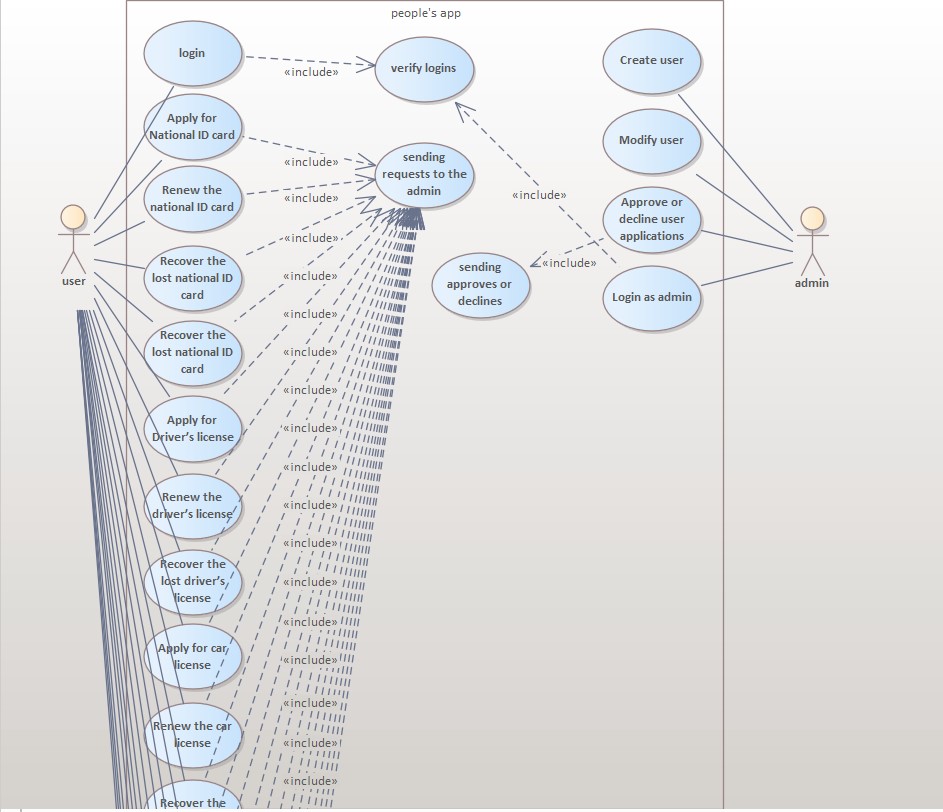 people's app
login
«include»
verify logins
Create user
Apply for
National ID card
«include»
sending
requests to the
admin
Modify user
Renew the
national ID card
«include»
«include»
Approve or
decline user
applications
user
admin
Recover the
lost national ID
card
«include»
«include»
sending
approves or
declines
«include»
Login as admin
Recover the
lost national ID
card
«include»
«include»
Apply for
Driver's license
«include»
«include»
Renew the
driver's license
«include»
«include»
Recover the
lost driver's
license
«include»
«include»
Apply for car
license
«include»
«include»
Renew the car
license
«include»
«include»
Recover the
«include»